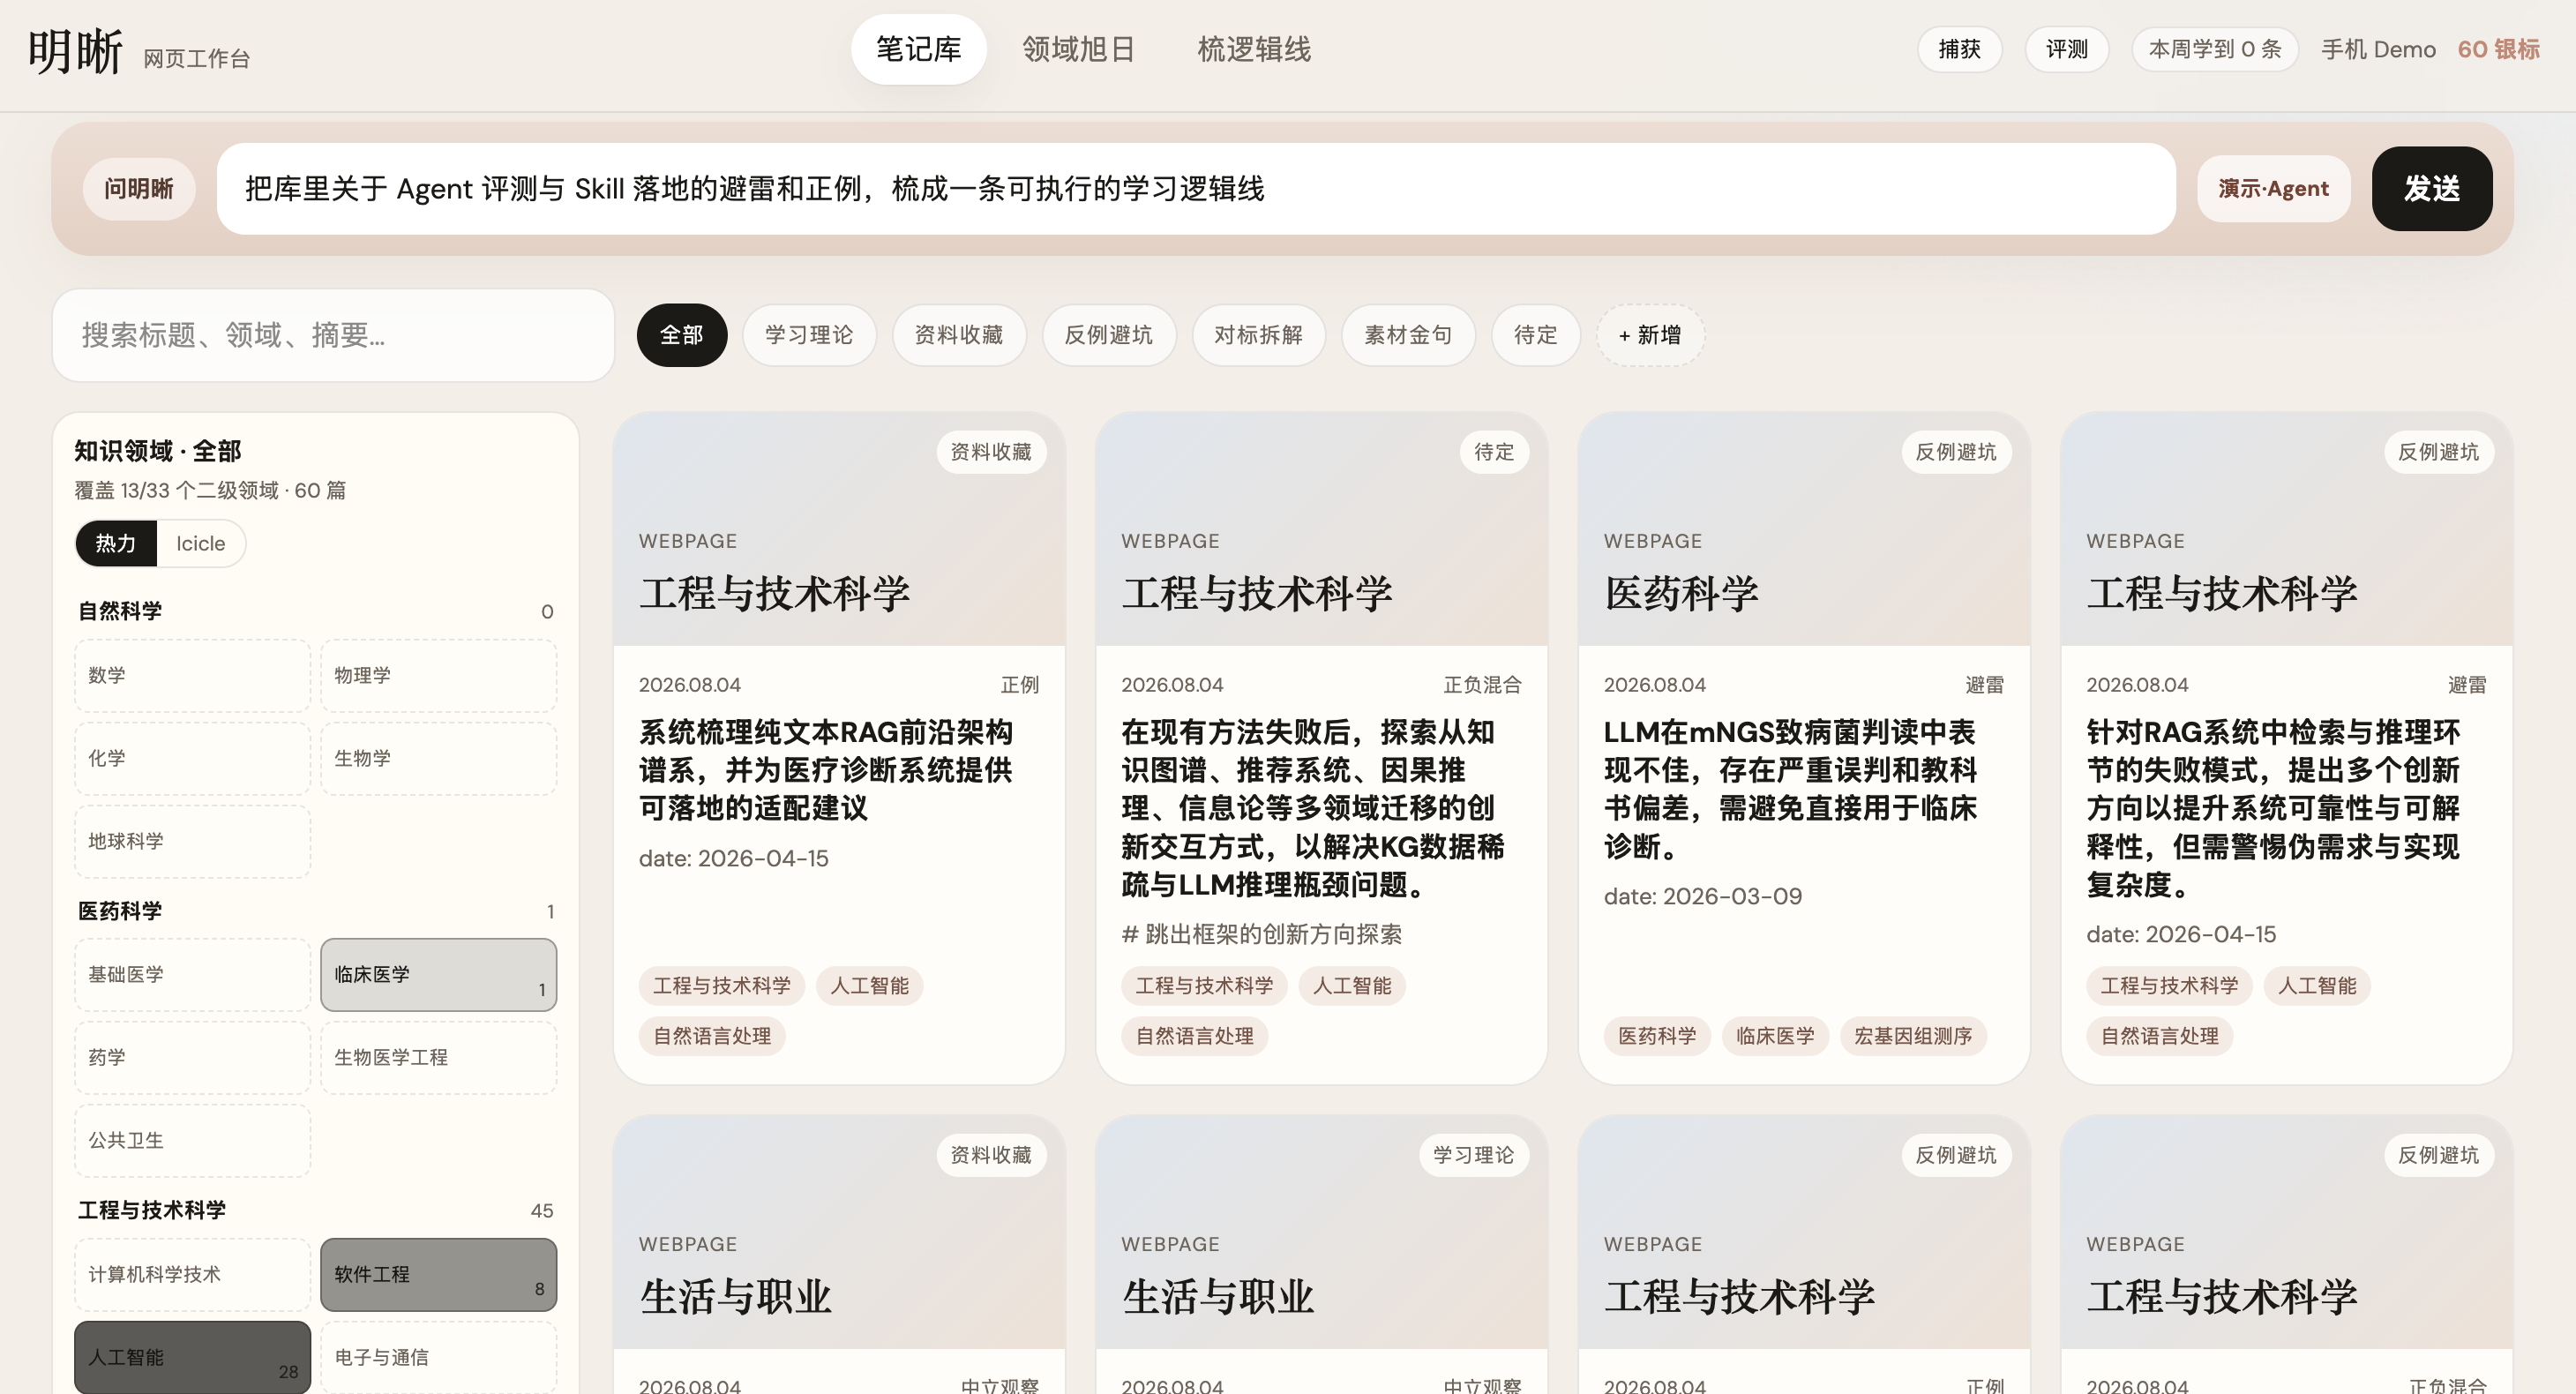 明晰 网页工作台 笔记库 领域旭日 梳逻辑线 捕获 评测 本周学到 0 条 手机 Demo 60 银标
问明晰 把库里关于 Agent 评测与 Skill 落地的避雷和正例，梳成一条可执行的学习逻辑线 演示·Agent 发送
搜索标题、领域、摘要... 全部 学习理论 资料收藏 反例避坑 对标拆解 素材金句 待定 + 新增
知识领域 · 全部
覆盖 13/33 个二级领域 · 60 篇
热力 Icicle
自然科学 0
数学 物理学
化学 生物学
地球科学
医药科学 1
基础医学 临床医学 1
药学 生物医学工程
公共卫生
工程与技术科学 45
计算机科学技术 软件工程 8
人工智能 28 电子与通信
资料收藏
WEBPAGE
工程与技术科学
2026.08.04 正例
系统梳理纯文本RAG前沿架构
谱系，并为医疗诊断系统提供
可落地的适配建议
date: 2026-04-15
工程与技术科学 人工智能
自然语言处理
待定
WEBPAGE
工程与技术科学
2026.08.04 正负混合
在现有方法失败后，探索从知
识图谱、推荐系统、因果推
理、信息论等多领域迁移的创
新交互方式，以解决KG数据稀
疏与LLM推理瓶颈问题。
# 跳出框架的创新方向探索
工程与技术科学 人工智能
自然语言处理
反例避坑
WEBPAGE
医药科学
2026.08.04 避雷
LLM在mNGS致病菌判读中表
现不佳，存在严重误判和教科
书偏差，需避免直接用于临床
诊断。
date: 2026-03-09
医药科学 临床医学 宏基因组测序
反例避坑
WEBPAGE
工程与技术科学
2026.08.04 避雷
针对RAG系统中检索与推理环
节的失败模式，提出多个创新
方向以提升系统可靠性与可解
释性，但需警惕伪需求与实现
复杂度。
date: 2026-04-15
工程与技术科学 人工智能
自然语言处理
资料收藏
WEBPAGE
生活与职业
2026.08.04 中立观察
学习理论
WEBPAGE
生活与职业
2026.08.04 中立观察
反例避坑
WEBPAGE
工程与技术科学
2026.08.04 正例
反例避坑
WEBPAGE
工程与技术科学
2026.08.04 正负混合